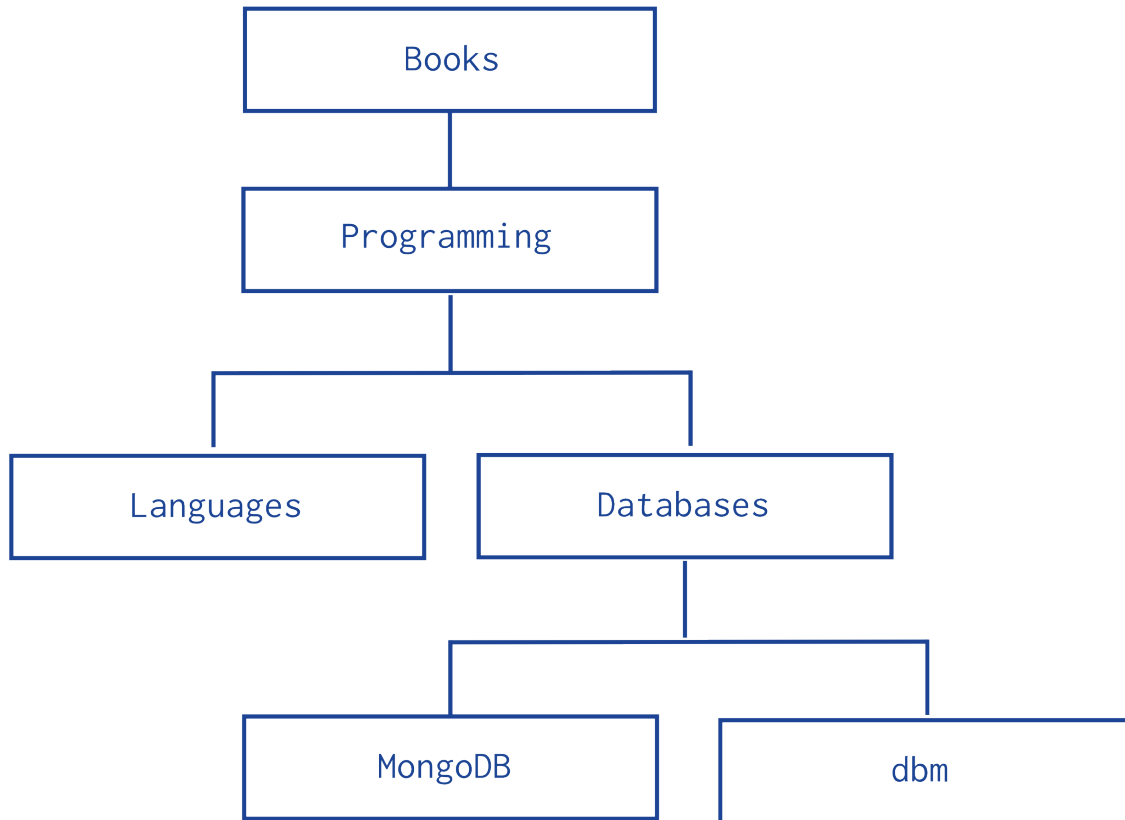 Books
Programming
Languages
Databases
MongoDB
dbm